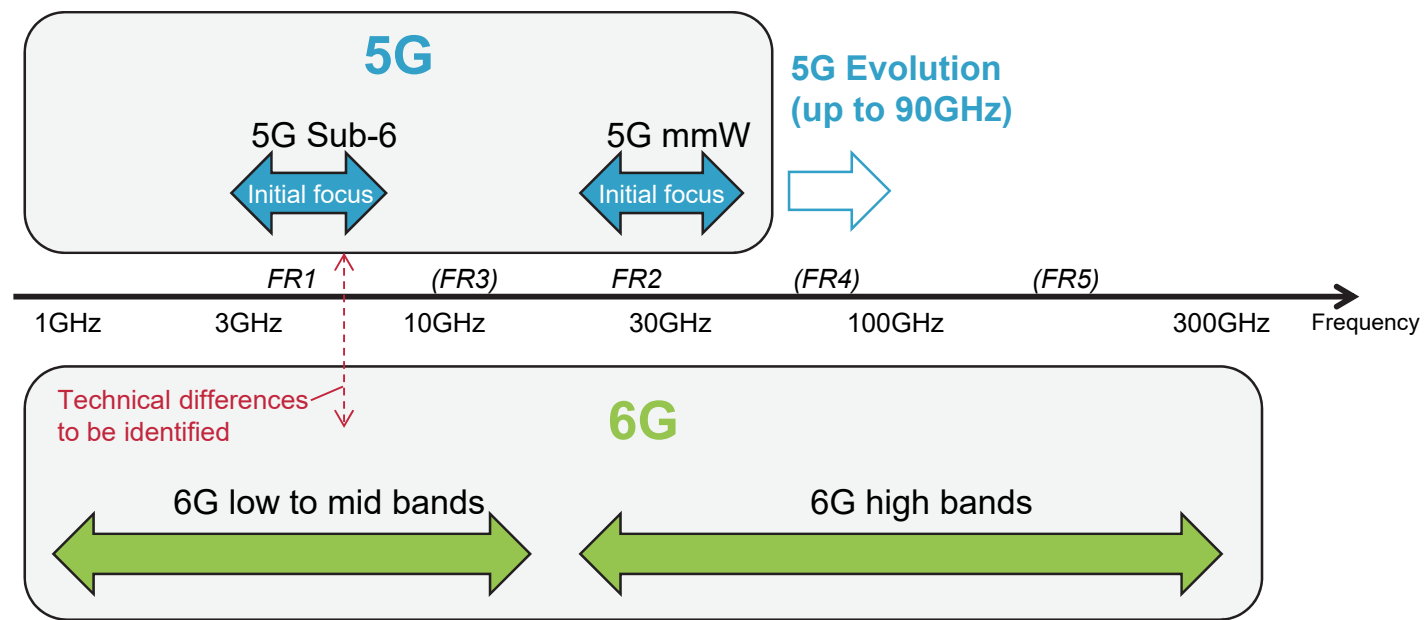 5G
5G Evolution
(up to 90GHz)
5G Sub-6
5G mmW
Initial focus
Initial focus
FR1
(FR3)
FR2
(FR4)
(FR5)
1GHz
3GHz
10GHz
30GHz
100GHz
300GHz
Frequency
Technical differences
to be identified
6G
6G low to mid bands
6G high bands